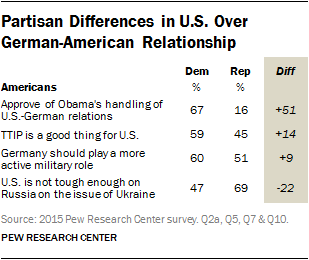 Partisan Differences in U.S. Over
German-American Relationship
Dem Rep Diff
Americans % %
Approve of Obama's handling of
U.S.-German relations 67 16 +51
TTIP is a good thing for U.S. 59 45 +14
Germany should play a more
active military role 60 51 +9
U.S. is not tough enough on
Russia on the issue of Ukraine 47 69 -22
Source: 2015 Pew Research Center survey. Q2a, Q5, Q7 & Q10.
PEW RESEARCH CENTER